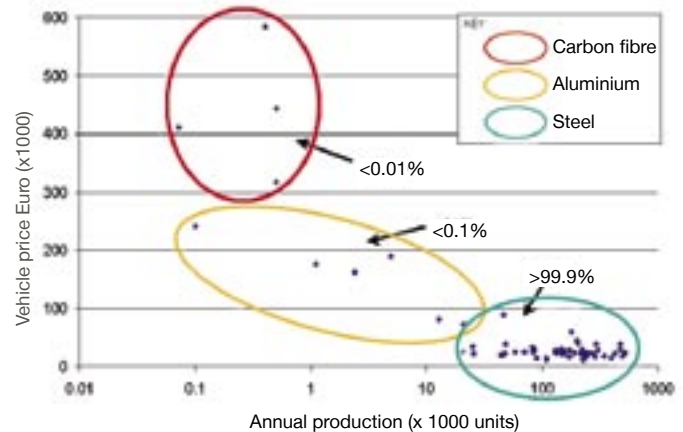 600
500
400
300
200
100
0
0.01
0.1
1
10
100
1000
Vehicle price Euro (x1000)
Annual production (x 1000 units)
KEY
Carbon fibre
Aluminium
Steel
<0.01%
<0.1%
>99.9%